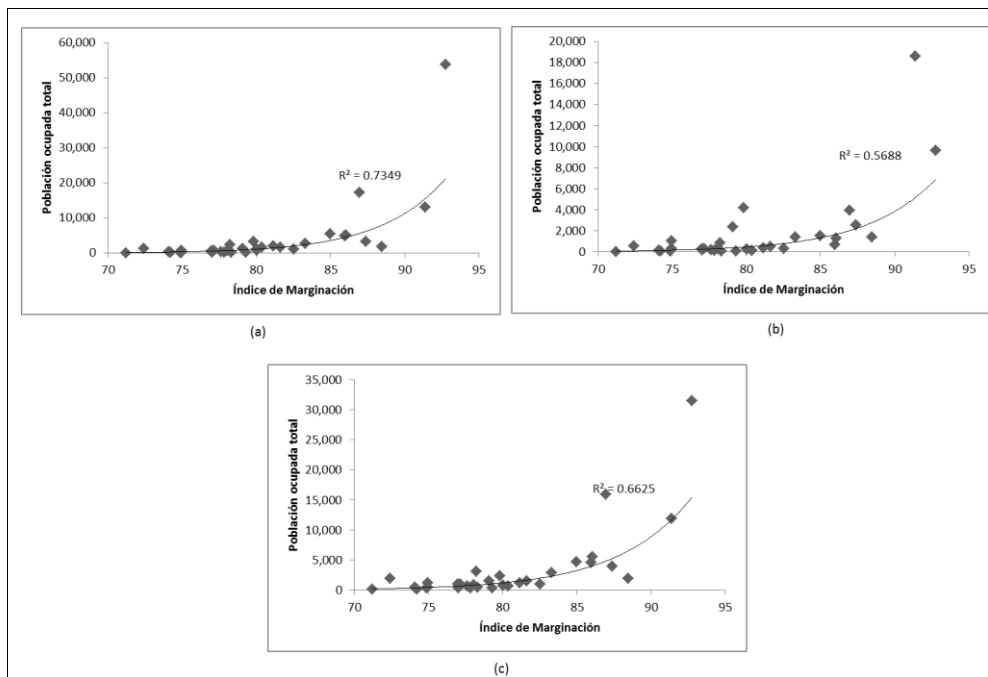 60,000
50,000
40,000
30,000
20,000
10,000
0
Población ocupada total
R² = 0.7349
70 75 80 85 90 95
Índice de Marginación
(a)
20,000
18,000
16,000
14,000
12,000
10,000
8,000
6,000
4,000
2,000
0
Población ocupada total
R² = 0.5688
70 75 80 85 90 95
Índice de Marginación
(b)
35,000
30,000
25,000
20,000
15,000
10,000
5,000
0
Población ocupada total
R² = 0.6625
70 75 80 85 90 95
Índice de Marginación
(c)